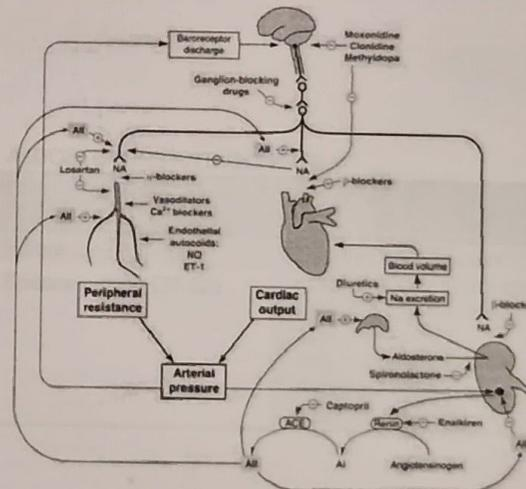 Baroreceptor
discharge
Moxonidine
Clonidine
Methyldopa
Ganglion-blocking
drugs
AII
AII
NA
NA
Losartan
α-blockers
β-blockers
AII
Vasodilators
Ca²⁺ blockers
Endothelial
autocoids:
NO
ET-1
Blood volume
Diuretics
Na excretion
Peripheral
resistance
Cardiac
output
AII
NA
Aldosterone
Spironolactone
Arterial
pressure
Captopril
ACE
Renin
Enalkiren
AII
AI
Angiotensinogen